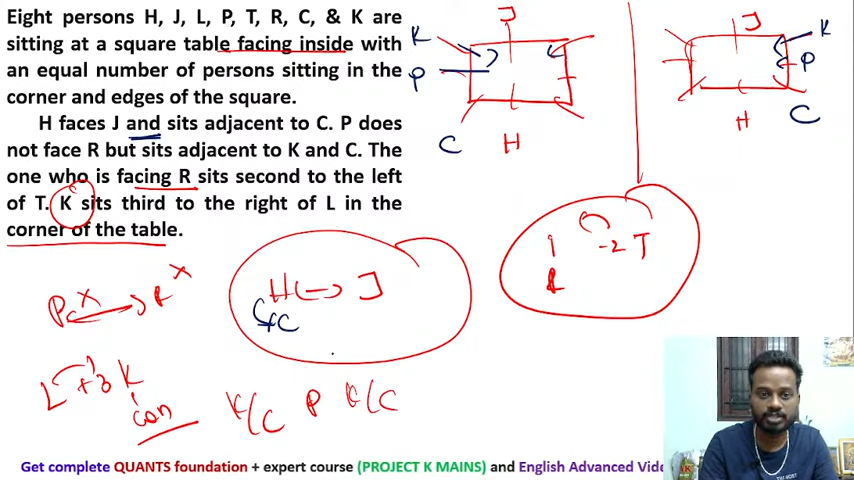 Eight persons H, J, L, P, T, R, C, & K are
sitting at a square table facing inside with
an equal number of persons sitting in the
corner and edges of the square.
H faces J and sits adjacent to C. P does
not face R but sits adjacent to K and C. The
one who is facing R sits second to the left
of T. K sits third to the right of L in the
corner of the table.
J
K
P
C
H
J
K
P
H
C
H ↔ J
C
-2 T
R
P R
L +3 K
Con
K/C P K/C
Get complete QUANTS foundation + expert course (PROJECT K MAINS) and English Advanced Vide